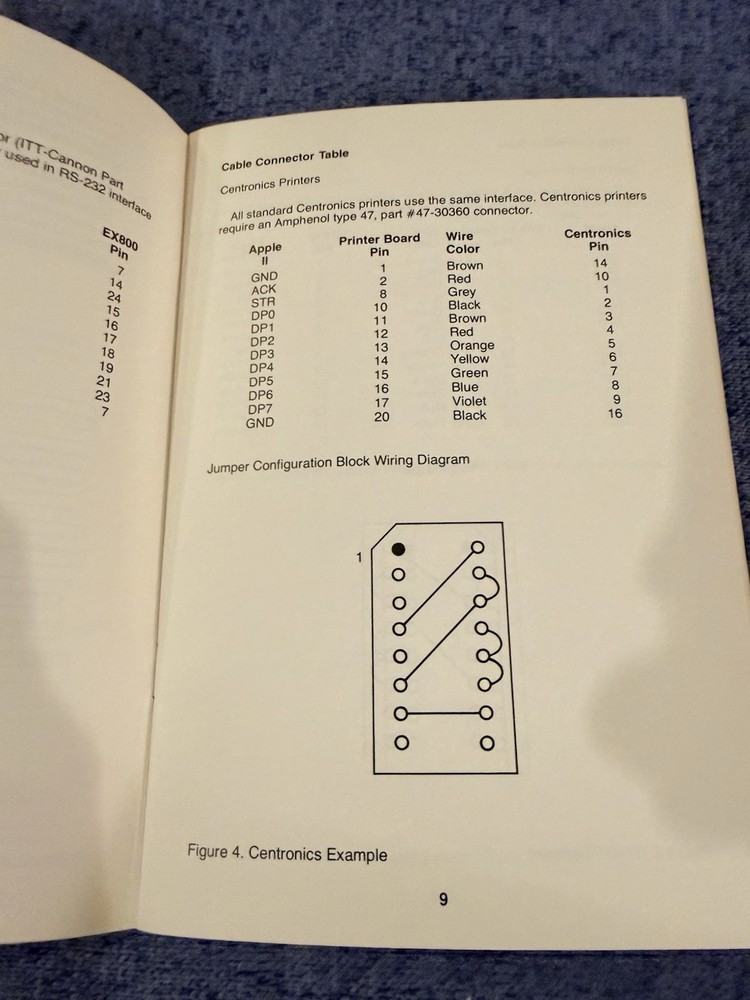 or (ITT-Cannon Part
used in RS-232 interface
EX800
Pin
7
14
24
15
16
17
18
19
21
23
7
Cable Connector Table
Centronics Printers
All standard Centronics printers use the same interface. Centronics printers
require an Amphenol type 47, part #47-30360 connector.
Apple Printer Board Wire Centronics
II Pin Color Pin
GND 1 Brown 14
ACK 2 Red 10
STR 8 Grey 1
DP0 10 Black 2
DP1 11 Brown 3
DP2 12 Red 4
DP3 13 Orange 5
DP4 14 Yellow 6
DP5 15 Green 7
DP6 16 Blue 8
DP7 17 Violet 9
GND 20 Black 16
Jumper Configuration Block Wiring Diagram
1
Figure 4. Centronics Example
9